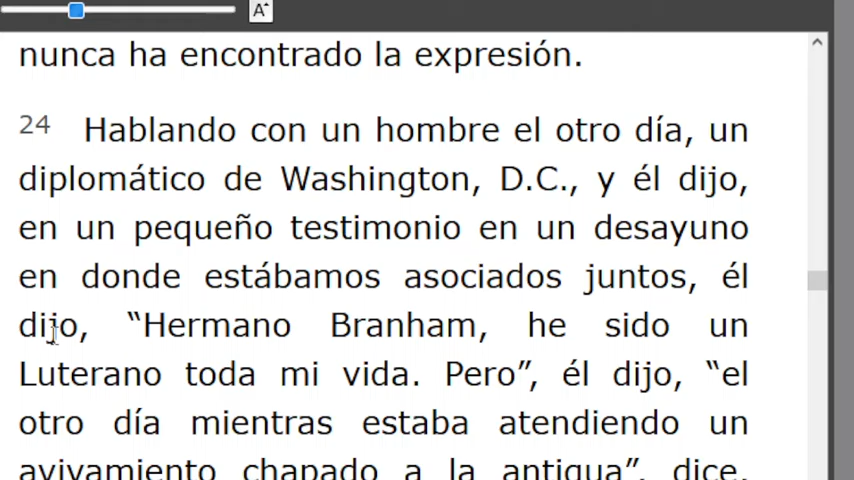 A
nunca ha encontrado la expresión.
24 Hablando con un hombre el otro día, un
diplomático de Washington, D.C., y él dijo,
en un pequeño testimonio en un desayuno
en donde estábamos asociados juntos, él
dijo, “Hermano Branham, he sido un
Luterano toda mi vida. Pero”, él dijo, “el
otro día mientras estaba atendiendo un
avivamiento chapado a la antigua”, dice,